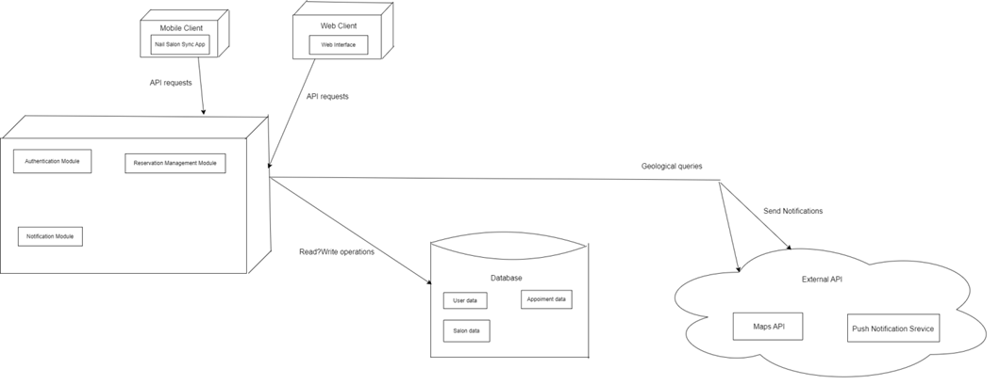 Mobile Client
Nail Salon Sync App
Web Client
Web Interface
API requests
API requests
Authentication Module
Reservation Management Module
Notification Module
Geological queries
Send Notifications
Read?Write operations
Database
User data
Appoiment data
Salon data
External API
Maps API
Push Notification Srevice